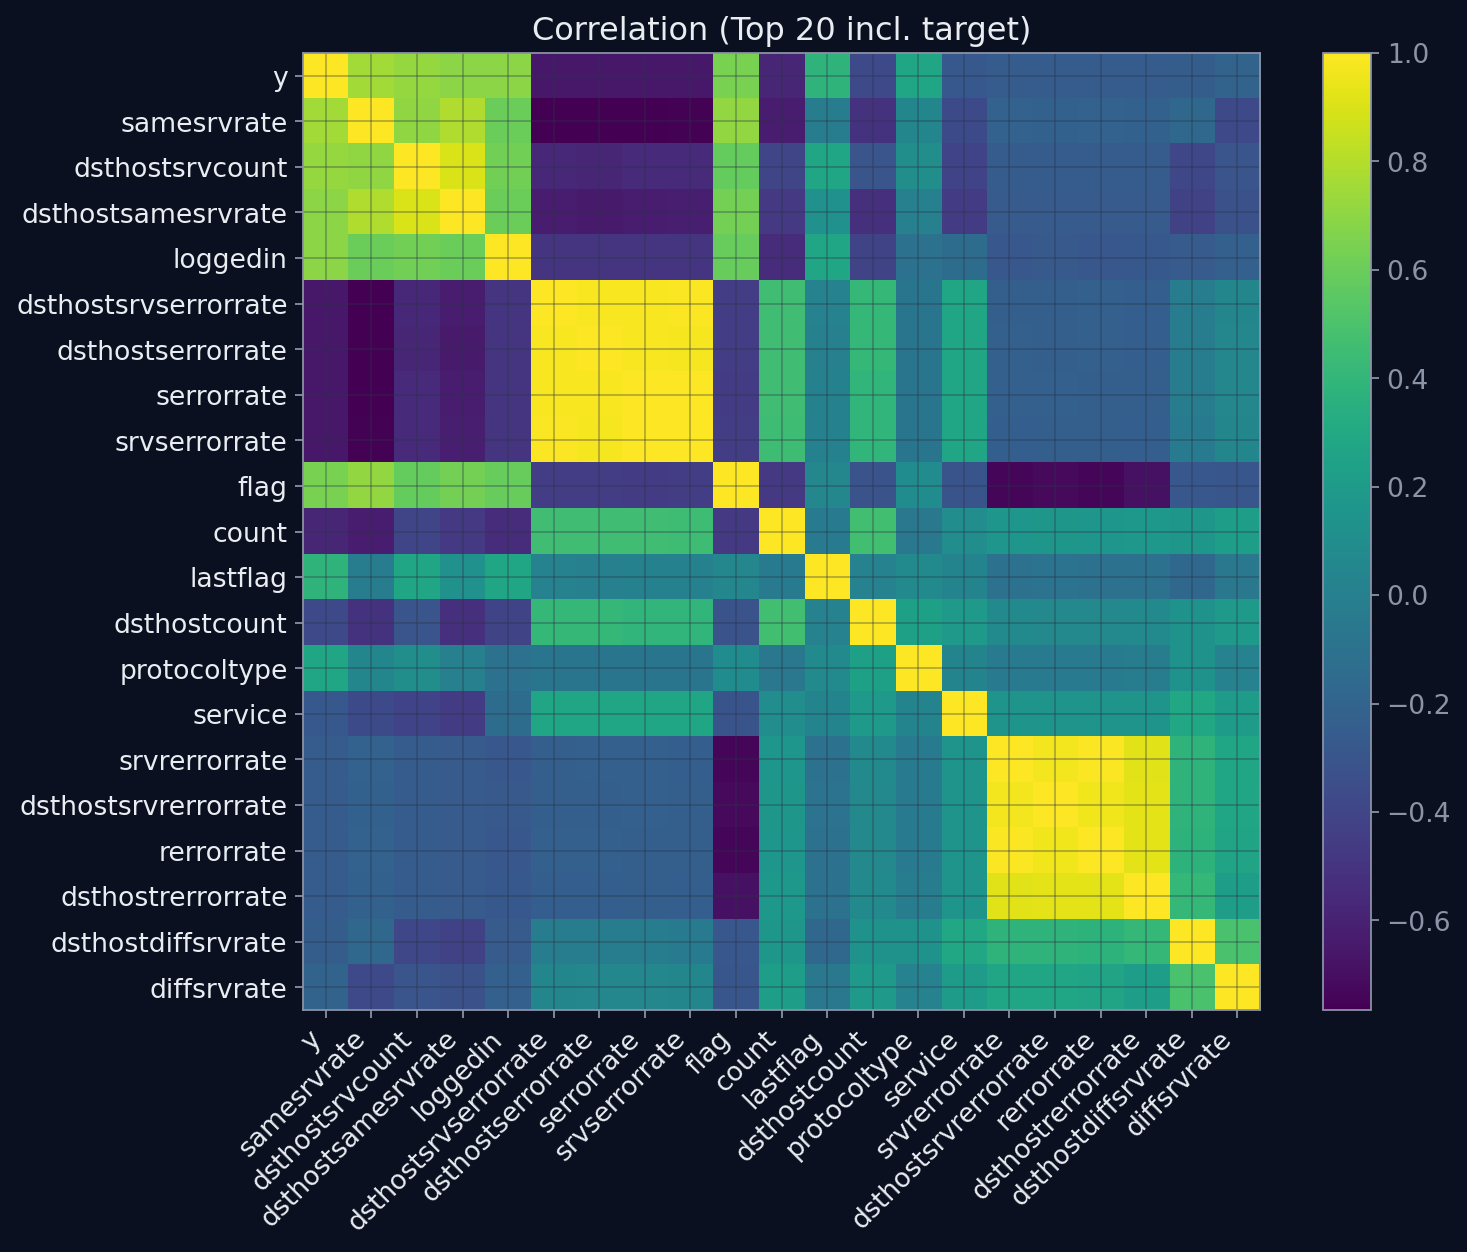 Correlation (Top 20 incl. target)
y
samesrvrate
dsthostsrvcount
dsthostsamesrvrate
loggedin
dsthostsrvserrorrate
dsthostserrorrate
serrorrate
srvserrorrate
flag
count
lastflag
dsthostcount
protocoltype
service
srvrerrorrate
dsthostsrvrerrorrate
rerrorrate
dsthostrerrorrate
dsthostdiffsrvrate
diffsrvrate
y
samesrvrate
dsthostsrvcount
dsthostsamesrvrate
loggedin
dsthostsrvserrorrate
dsthostserrorrate
serrorrate
srvserrorrate
flag
count
lastflag
dsthostcount
protocoltype
service
srvrerrorrate
dsthostsrvrerrorrate
rerrorrate
dsthostrerrorrate
dsthostdiffsrvrate
diffsrvrate
1.0
0.8
0.6
0.4
0.2
0.0
−0.2
−0.4
−0.6